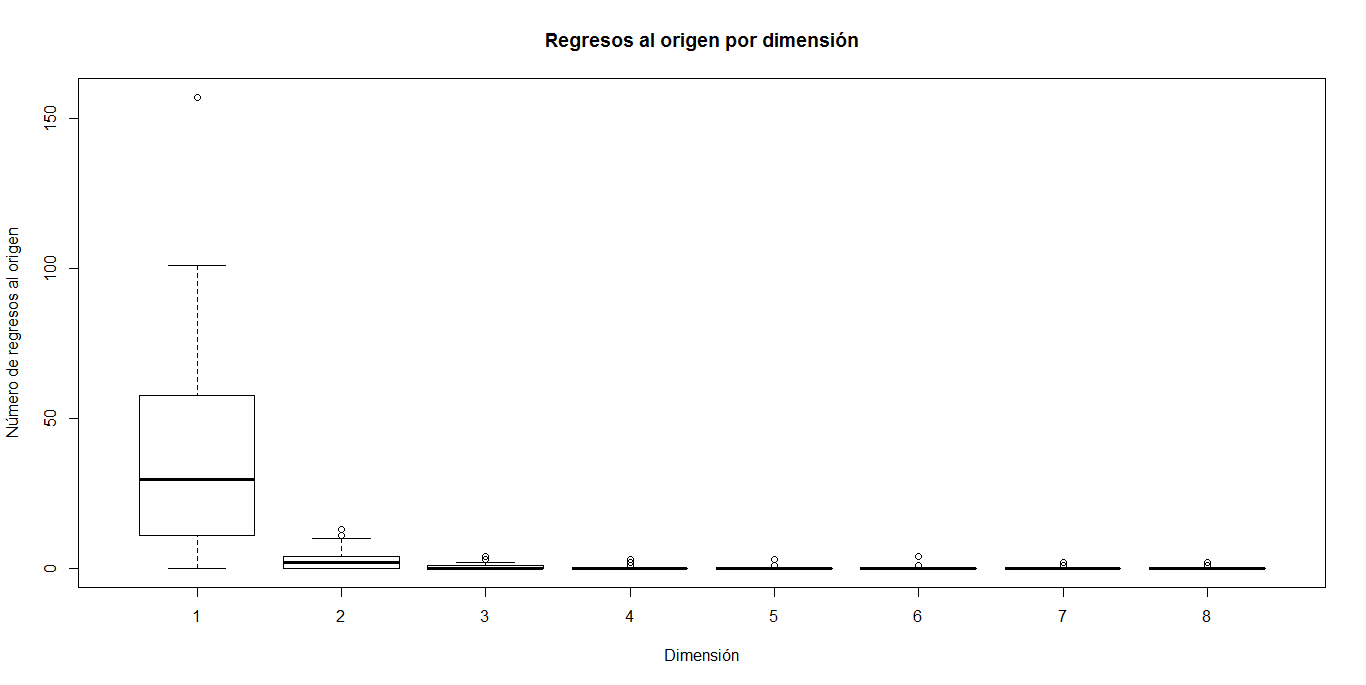 Regresos al origen por dimensión
Número de regresos al origen
150
100
50
0
1 2 3 4 5 6 7 8
Dimensión